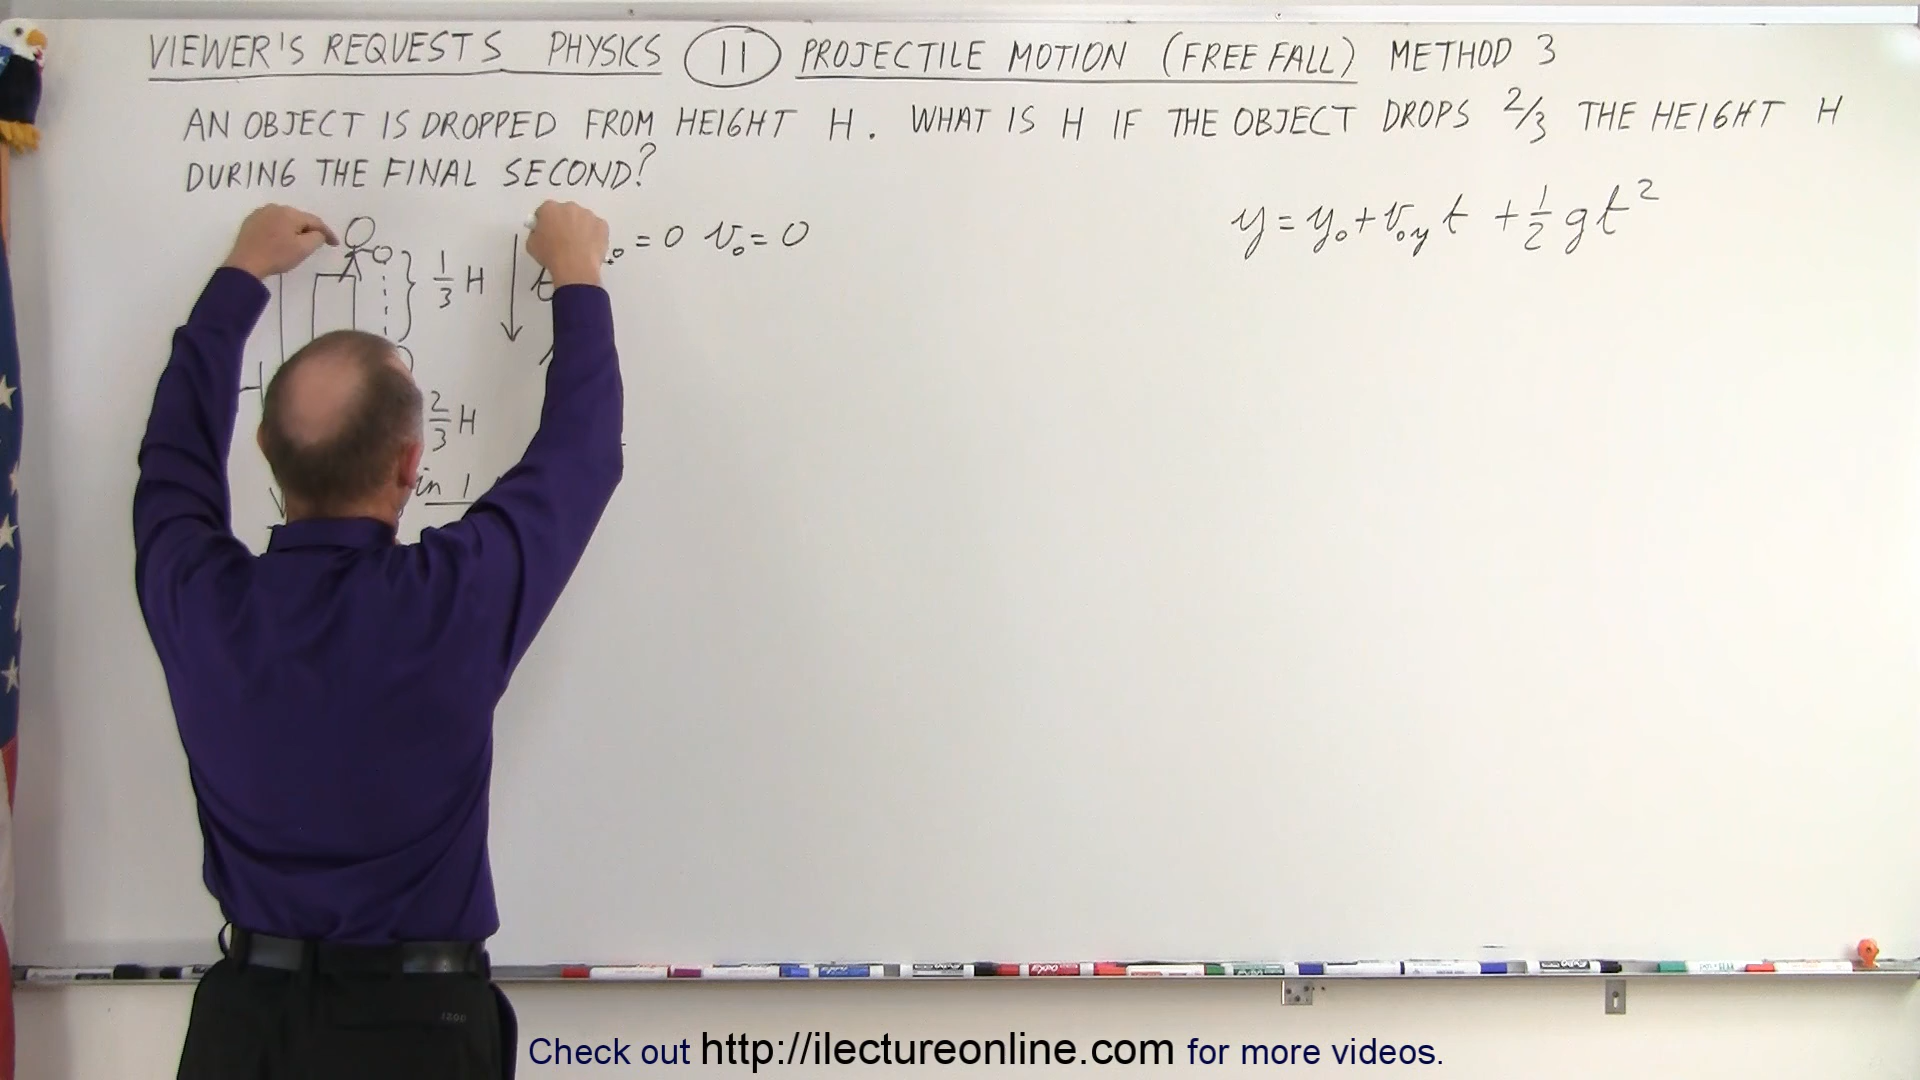 VIEWER'S REQUESTS PHYSICS 11 PROJECTILE MOTION (FREE FALL) METHOD 3
AN OBJECT IS DROPPED FROM HEIGHT H. WHAT IS H IF THE OBJECT DROPS 2/3 THE HEIGHT H
DURING THE FINAL SECOND?
= 0 v₀ = 0
y = y₀ + v₀y t + 1/2 g t²
1/3 H
t
H
2/3 H
in 1
Check out http://ilectureonline.com for more videos.